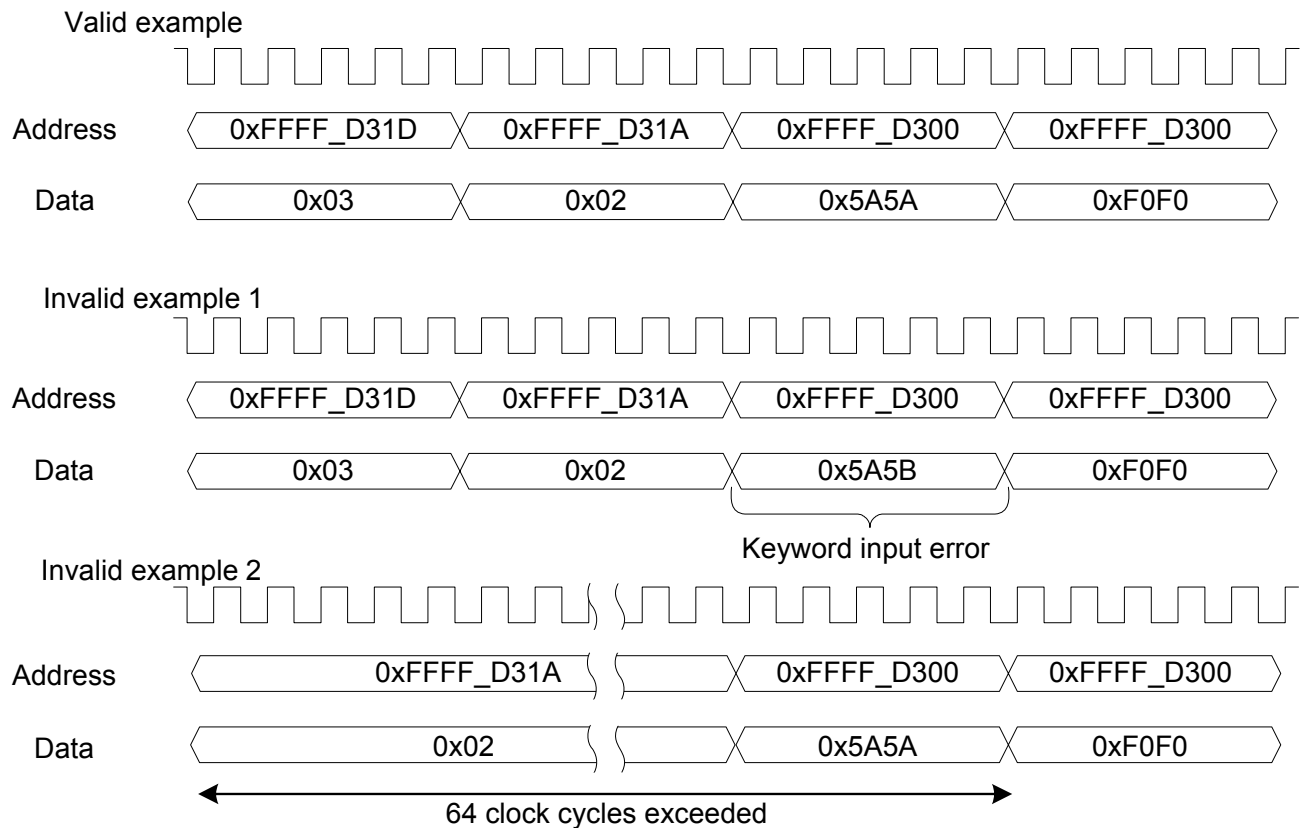 Valid example
Address 0xFFFF_D31D 0xFFFF_D31A 0xFFFF_D300 0xFFFF_D300
Data 0x03 0x02 0x5A5A 0xF0F0
Invalid example 1
Address 0xFFFF_D31D 0xFFFF_D31A 0xFFFF_D300 0xFFFF_D300
Data 0x03 0x02 0x5A5B 0xF0F0
Keyword input error
Invalid example 2
Address 0xFFFF_D31A 0xFFFF_D300 0xFFFF_D300
Data 0x02 0x5A5A 0xF0F0
64 clock cycles exceeded